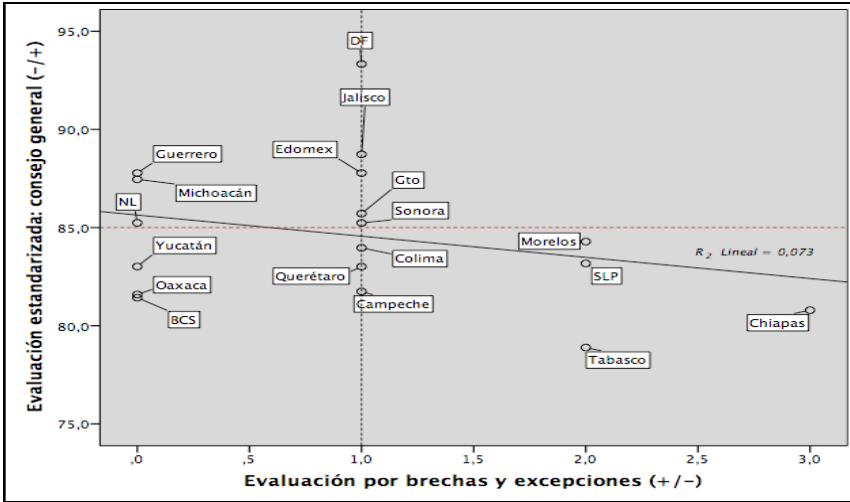 Evaluación estandarizada: consejo general (−/+)
95,0
90,0
85,0
80,0
75,0
DF
Jalisco
Guerrero
Edomex
Michoacán
Gto
NL
Sonora
Morelos
Yucatán
Colima
R 2 Lineal = 0,073
Querétaro
SLP
Oaxaca
Campeche
BCS
Chiapas
Tabasco
,0 ,5 1,0 1,5 2,0 2,5 3,0
Evaluación por brechas y excepciones (+/−)